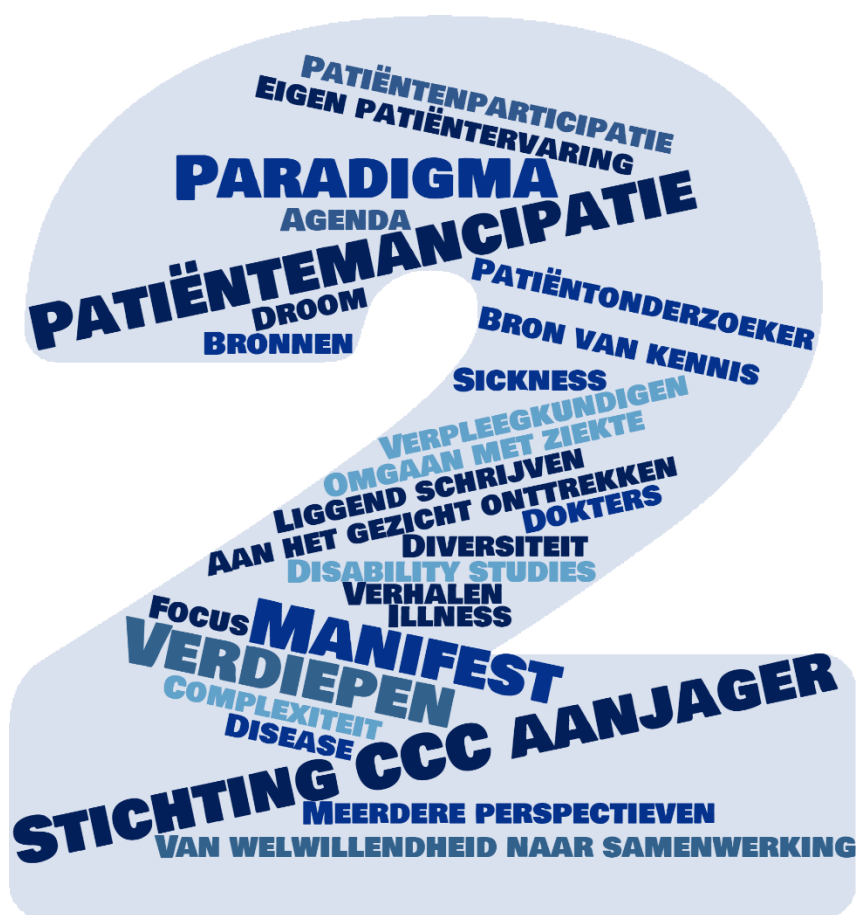 Patiëntenparticipatie
Eigen patiëntervaring
Paradigma
Agenda
Patiëntemancipatie
Droom
Bronnen
Patiëntonderzoeker
Bron van kennis
Sickness
Verpleegkundigen
Omgaan met ziekte
Liggend schrijven
Aan het gezicht onttrekken
Dokters
Diversiteit
Disability studies
Verhalen
Illness
Focus
Manifest
Verdiepen
Complexiteit
Disease
Stichting CCC aanjager
Meerdere perspectieven
Van welwillendheid naar samenwerking